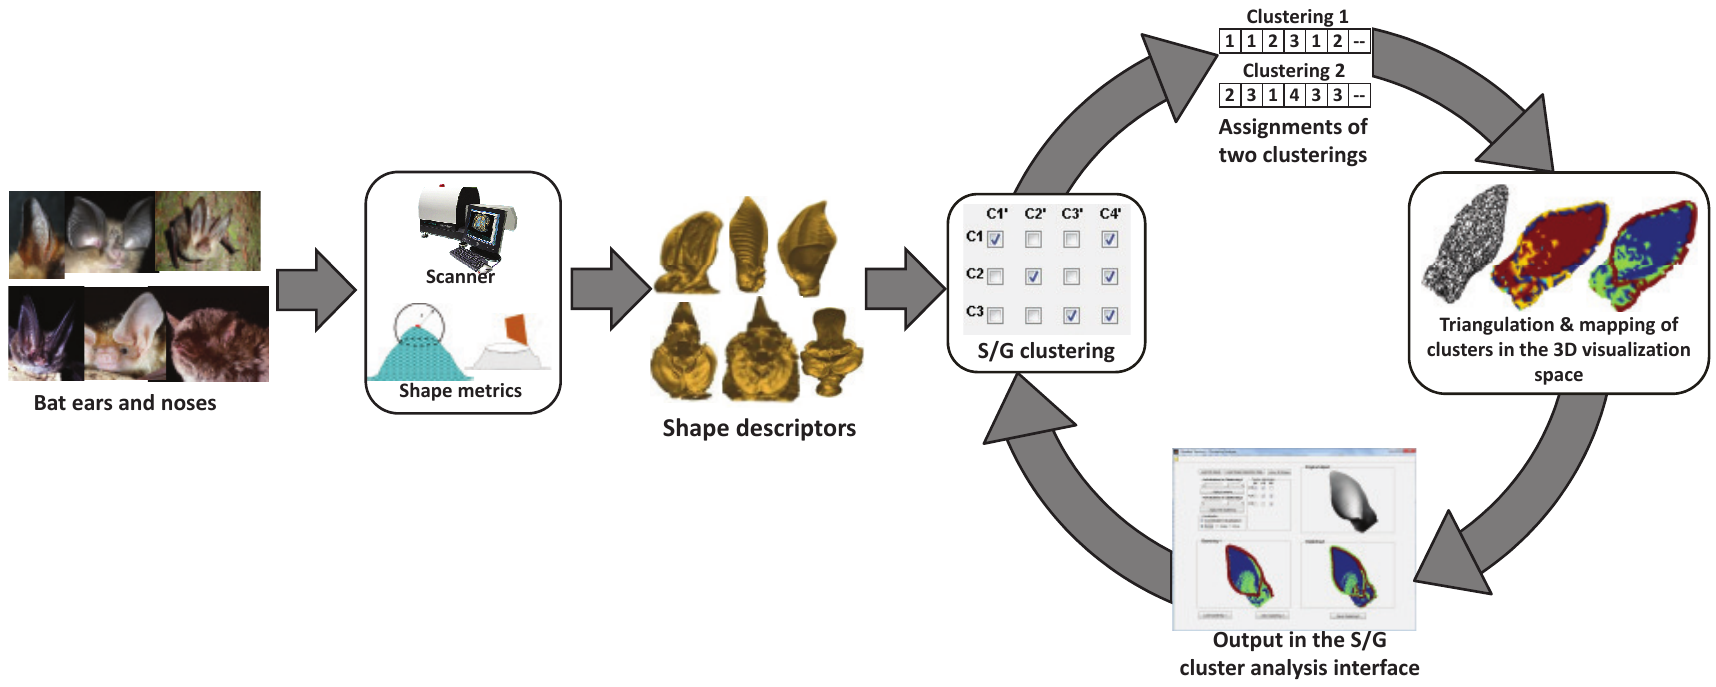 Bat ears and noses
Scanner
Shape metrics
Shape descriptors
C1' C2' C3' C4'
C1
C2
C3
S/G clustering
Clustering 1
1 1 2 3 1 2 --
Clustering 2
2 3 1 4 3 3 --
Assignments of
two clusterings
Triangulation & mapping of
clusters in the 3D visualization
space
Output in the S/G
cluster analysis interface